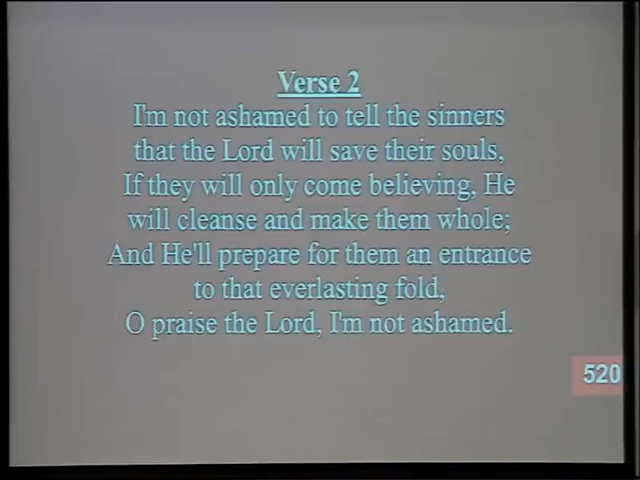 Verse 2
I'm not ashamed to tell the sinners
that the Lord will save their souls,
If they will only come believing, He
will cleanse and make them whole;
And He'll prepare for them an entrance
to that everlasting fold,
O praise the Lord, I'm not ashamed.
520